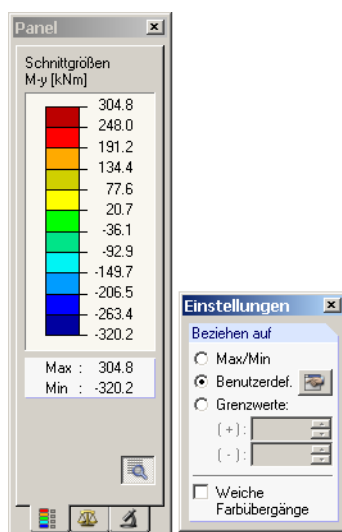 Panel
Schnittgrößen
M-y [kNm]
304.8
248.0
191.2
134.4
77.6
20.7
-36.1
-92.9
-149.7
-206.5
-263.4
-320.2
Max : 304.8
Min : -320.2
Einstellungen
Beziehen auf
Max/Min
Benutzerdef.
Grenzwerte:
(+):
(-):
Weiche
Farbübergänge